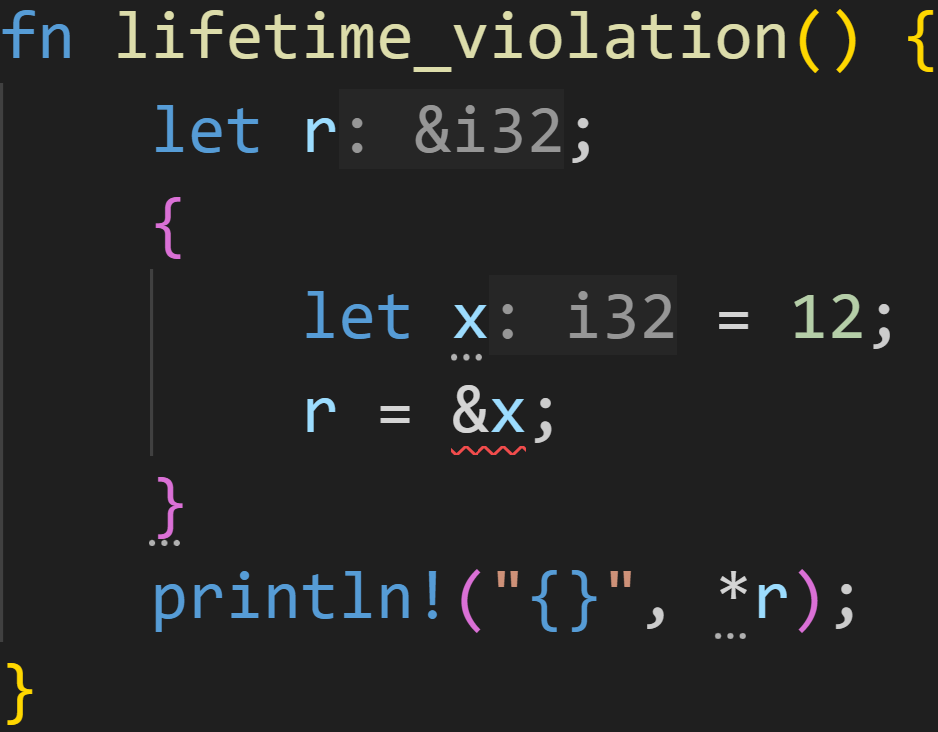 fn lifetime_violation() {
let r: &i32;
{
let x: i32 = 12;
r = &x;
}
println!("{}", *r);
}